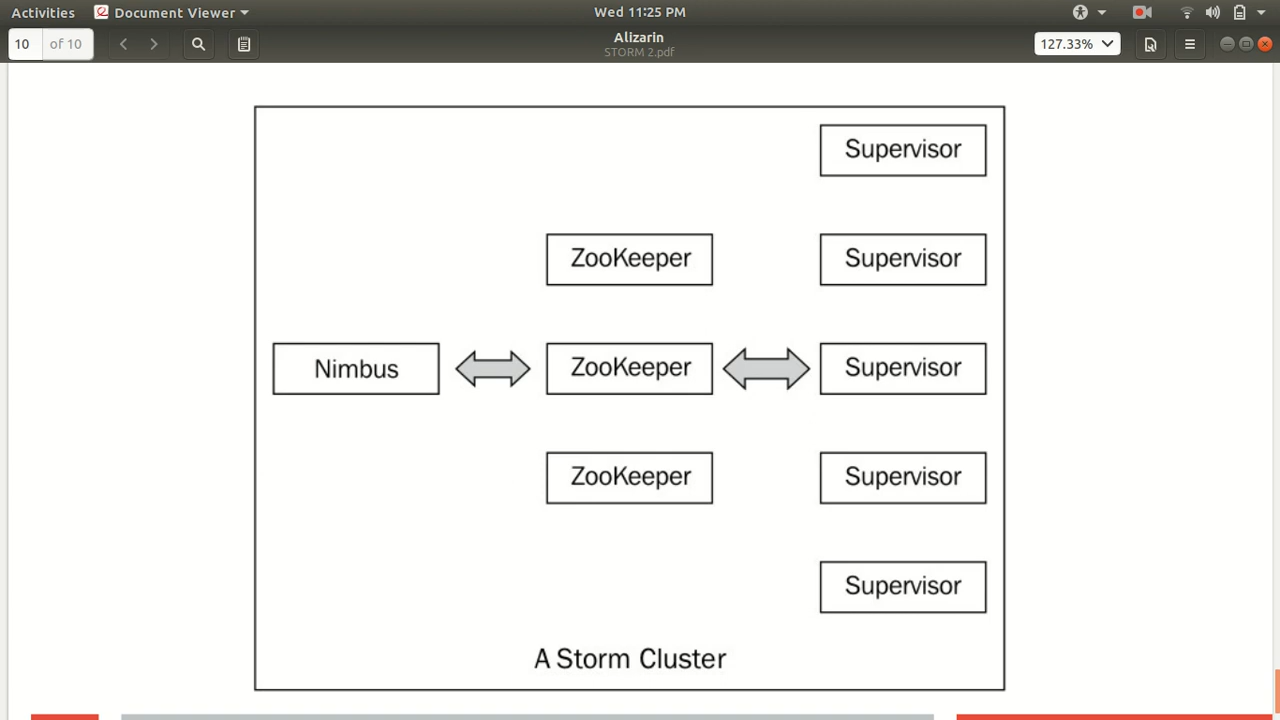 Activities Document Viewer Wed 11:25 PM
10 of 10 Alizarin 127.33%
STORM 2.pdf
Supervisor
ZooKeeper Supervisor
Nimbus ZooKeeper Supervisor
ZooKeeper Supervisor
Supervisor
A Storm Cluster